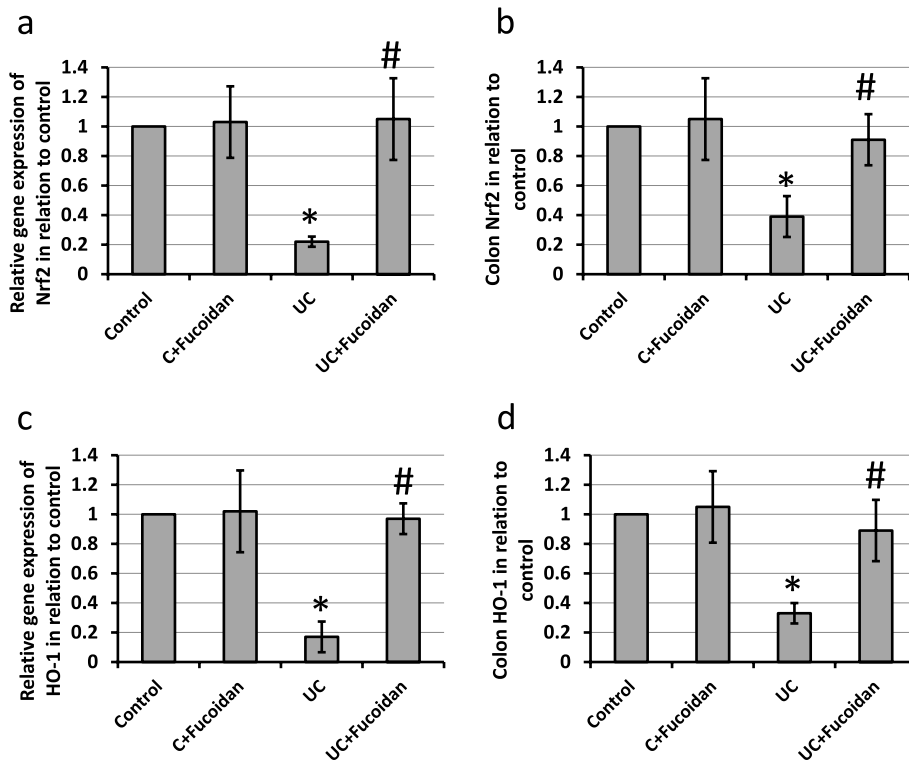 a
#
Relative gene expression of
Nrf2 in relation to control
1.4
1.2
1
0.8
0.6
0.4
0.2
0
*
Control
C+Fucoidan
UC
UC+Fucoidan
b
#
Colon Nrf2 in relation to
control
1.4
1.2
1
0.8
0.6
0.4
0.2
0
*
Control
C+Fucoidan
UC
UC+Fucoidan
c
#
Relative gene expression of
HO-1 in relation to control
1.4
1.2
1
0.8
0.6
0.4
0.2
0
*
Control
C+Fucoidan
UC
UC+Fucoidan
d
#
Colon HO-1 in relation to
control
1.4
1.2
1
0.8
0.6
0.4
0.2
0
*
Control
C+Fucoidan
UC
UC+Fucoidan